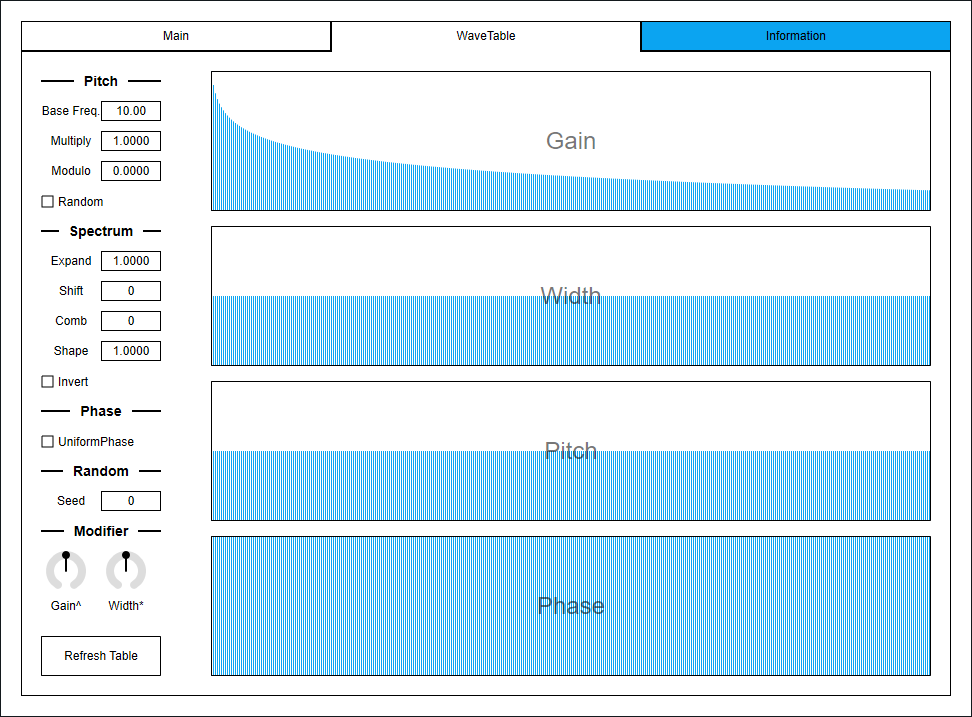 Main
WaveTable
Information
Pitch
Base Freq. 10.00
Multiply 1.0000
Modulo 0.0000
Random
Spectrum
Expand 1.0000
Shift 0
Comb 0
Shape 1.0000
Invert
Phase
UniformPhase
Random
Seed 0
Modifier
Gain^ Width*
Refresh Table
Gain
Width
Pitch
Phase